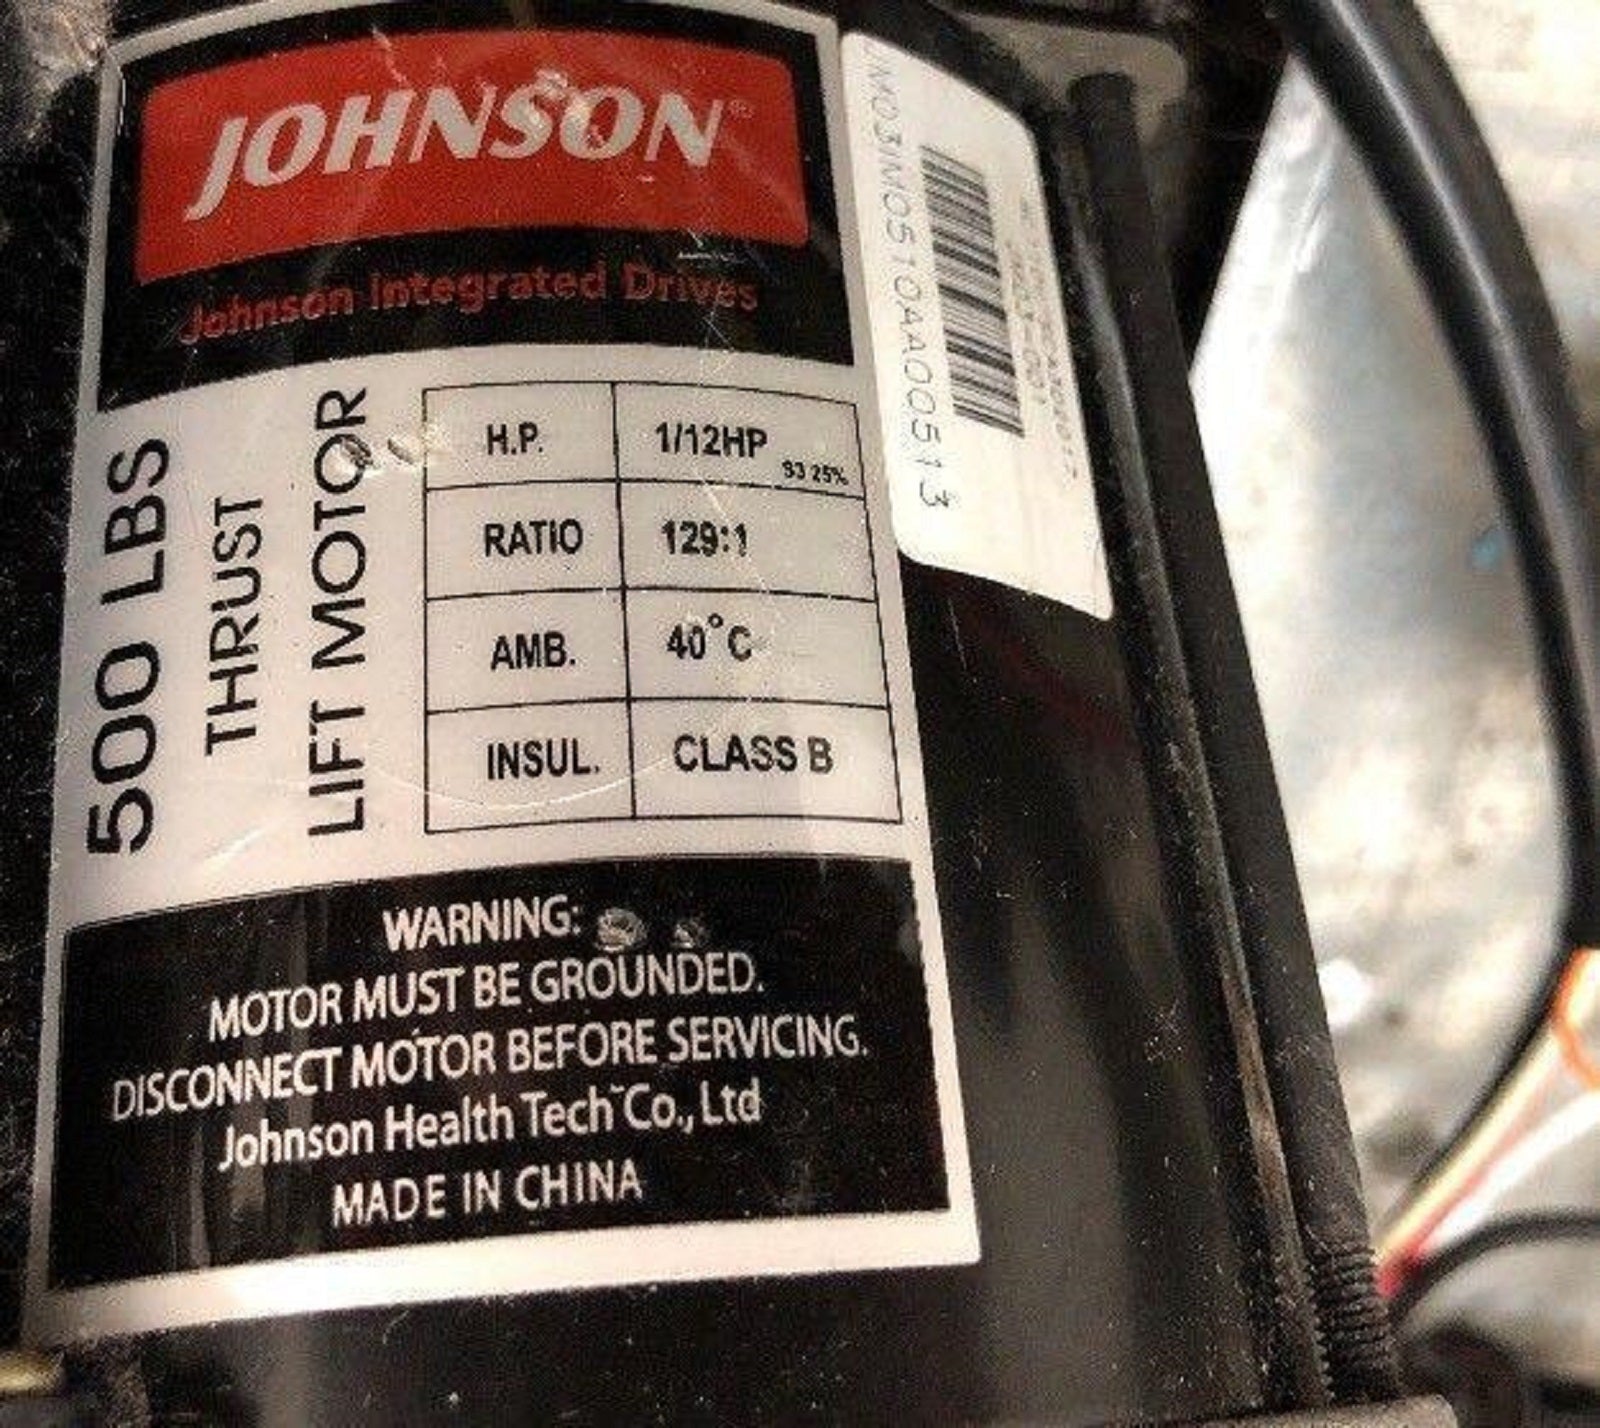 JOHNSON®
Johnson Integrated Drives
500 LBS
THRUST
LIFT MOTOR
H.P. 1/12HP S3 25%
RATIO 129:1
AMB. 40°C
INSUL. CLASS B
WARNING:
MOTOR MUST BE GROUNDED.
DISCONNECT MOTOR BEFORE SERVICING.
Johnson Health Tech Co., Ltd
MADE IN CHINA
M03M0510AA00513